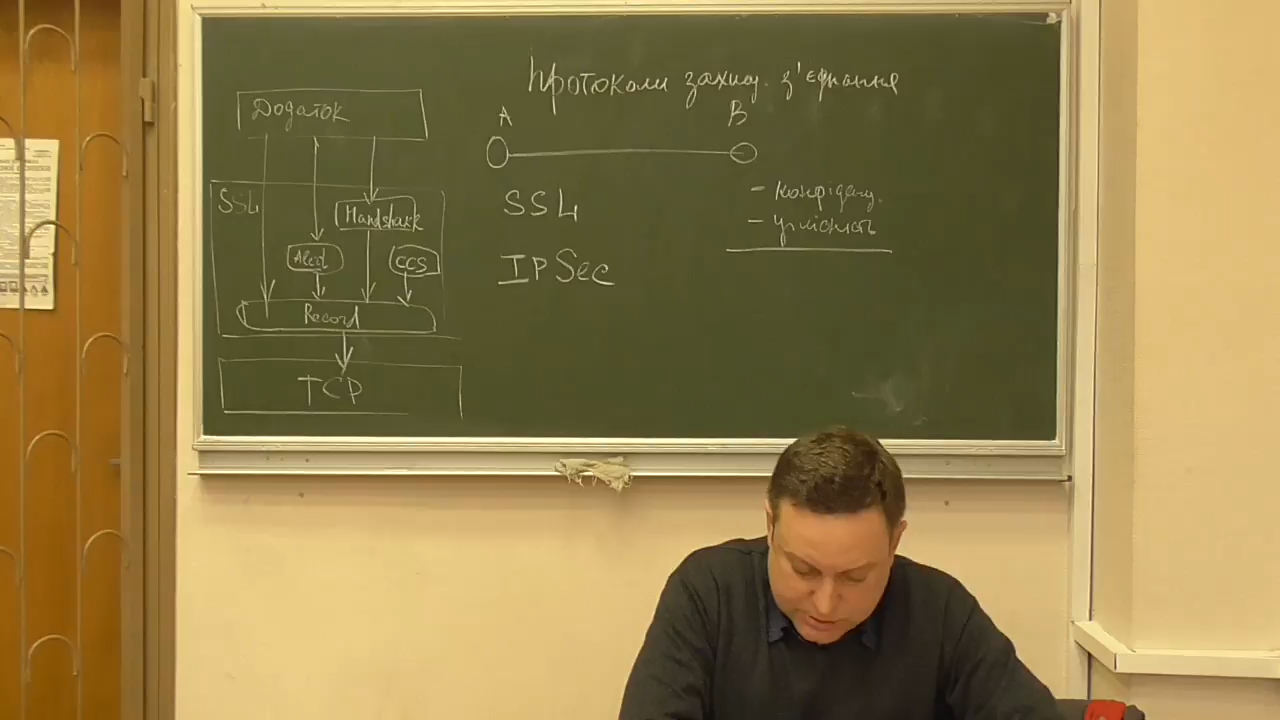 Протоколи захищ. з'єднання
Додаток
A
B
SSL
Handshake
Alert
CCS
Record
TCP
SSL
IPSec
- конфіденц.
- цілісність